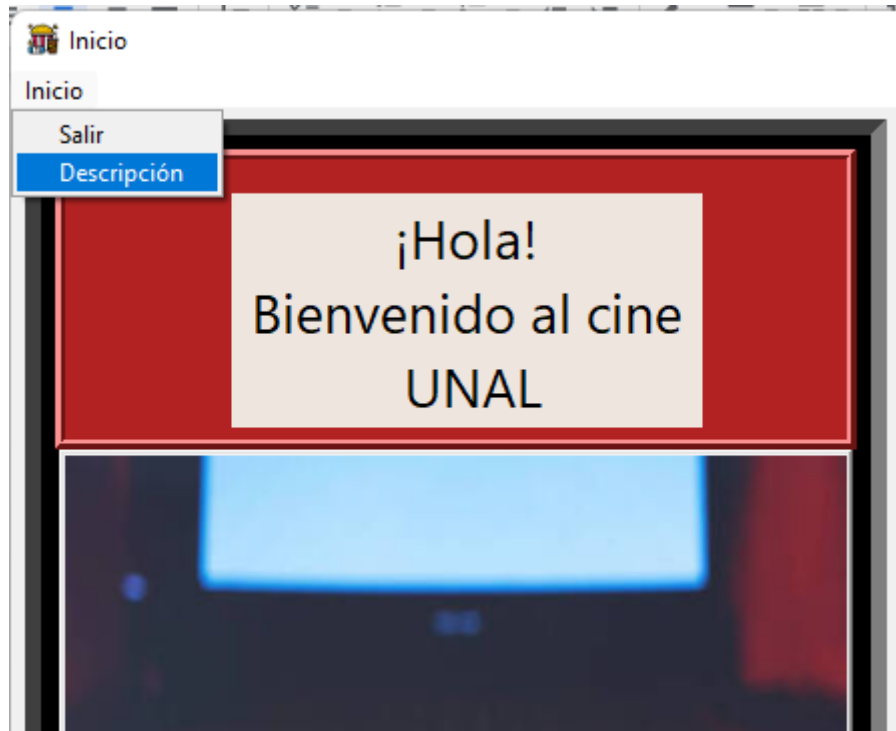 Inicio
Inicio
Salir
Descripción
¡Hola!
Bienvenido al cine
UNAL